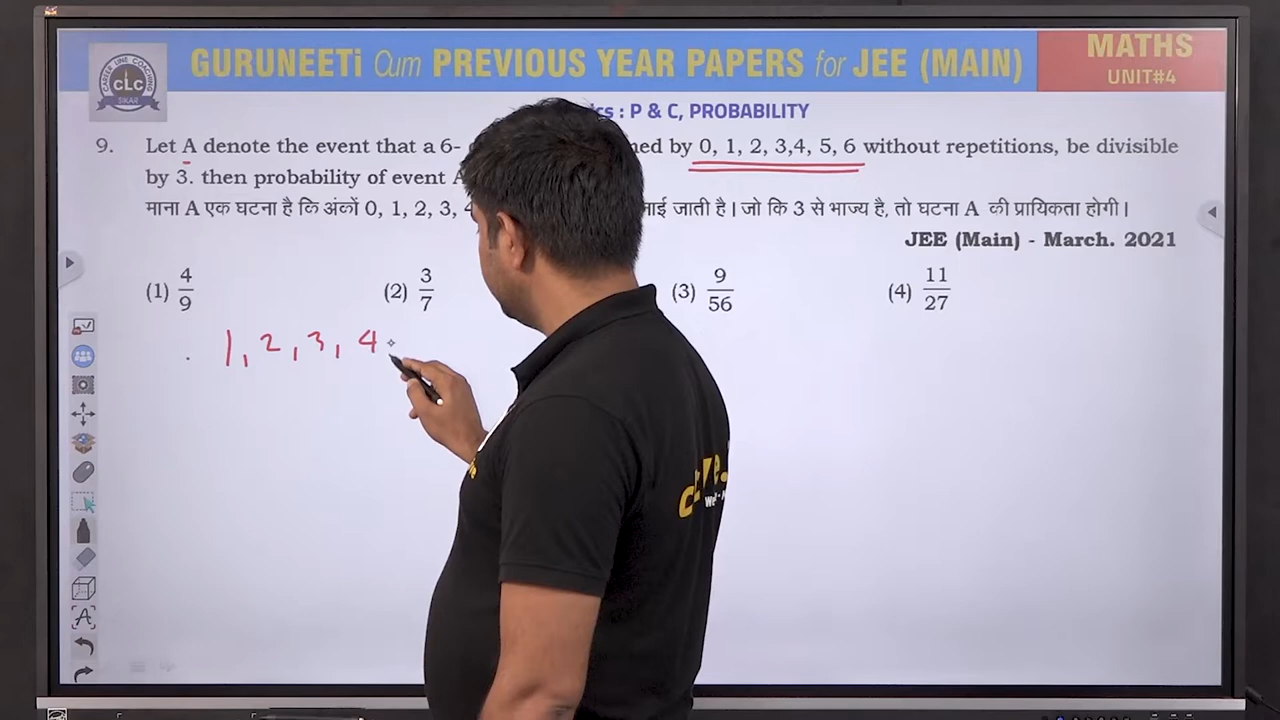 GURUNEETi Cum PREVIOUS YEAR PAPERS for JEE (MAIN)
MATHS
UNIT#4
CAREER LINE COACHING
CLC
SIKAR
: P & C, PROBABILITY
9. Let A denote the event that a 6- by 0, 1, 2, 3,4, 5, 6 without repetitions, be divisible
by 3. then probability of event
माना A एक घटना है कि अंकों 0, 1, 2, 3, जाती है। जो कि 3 से भाज्य है, तो घटना A की प्रायिकता होगी।
JEE (Main) - March. 2021
(1) 4/9 (2) 3/7 (3) 9/56 (4) 11/27
1, 2, 3, 4